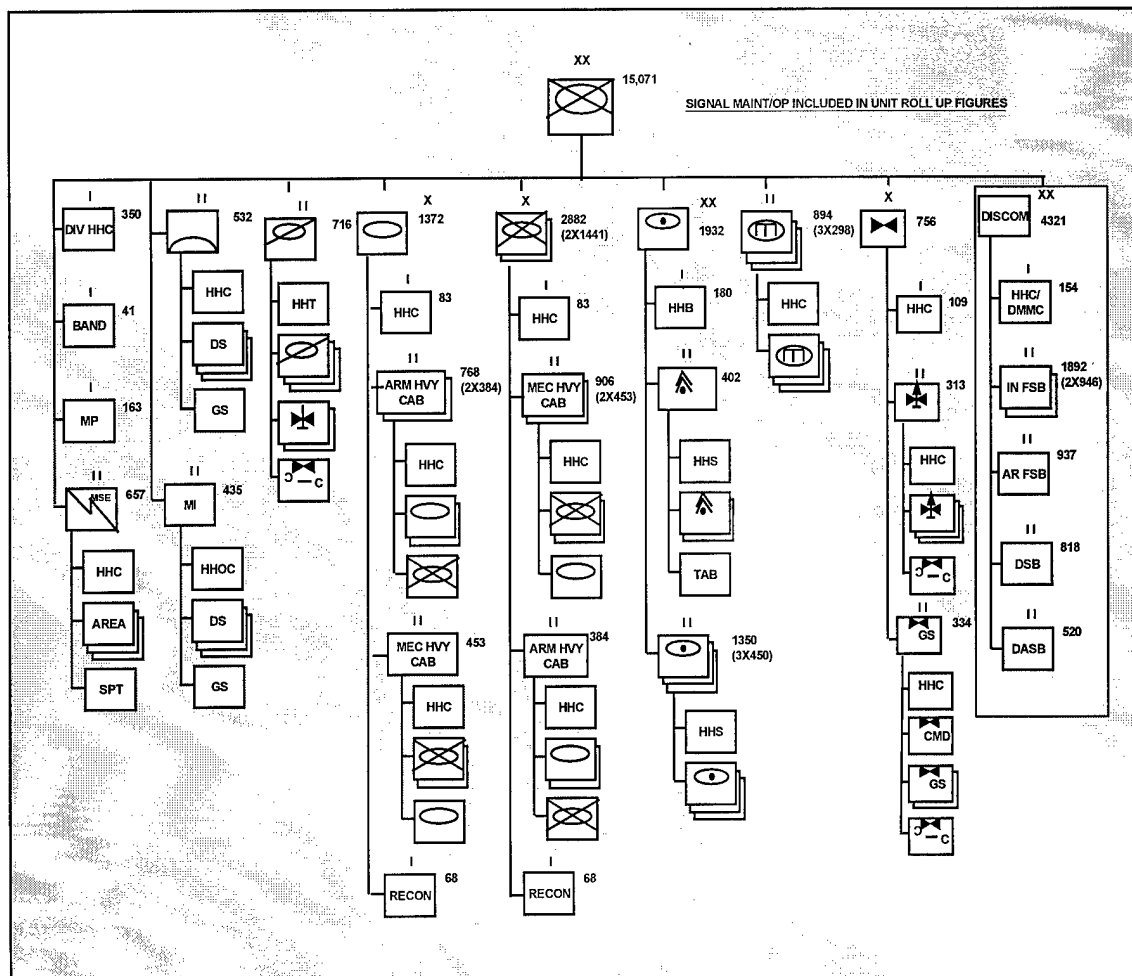 XX
15,071
SIGNAL MAINT/OP INCLUDED IN UNIT ROLL UP FIGURES
I
DIV HHC
350
I
BAND
41
I
MP
163
II
MSE
657
HHC
AREA
SPT
II
532
HHC
DS
GS
II
MI
435
HHOC
DS
GS
II
716
HHT
C – C
X
1372
I
HHC
83
II
ARM HVY
CAB
768
(2X384)
HHC
II
MEC HVY
CAB
453
HHC
I
RECON
68
X
2882
(2X1441)
I
HHC
83
II
MEC HVY
CAB
906
(2X453)
HHC
II
ARM HVY
CAB
384
HHC
I
RECON
68
XX
1932
I
HHB
180
II
402
HHS
TAB
II
1350
(3X450)
HHS
II
894
(3X298)
HHC
X
756
I
HHC
109
II
313
HHC
C – C
II
GS
334
HHC
CMD
GS
C – C
XX
DISCOM
4321
I
HHC/
DMMC
154
II
IN FSB
1892
(2X946)
II
AR FSB
937
II
DSB
818
II
DASB
520